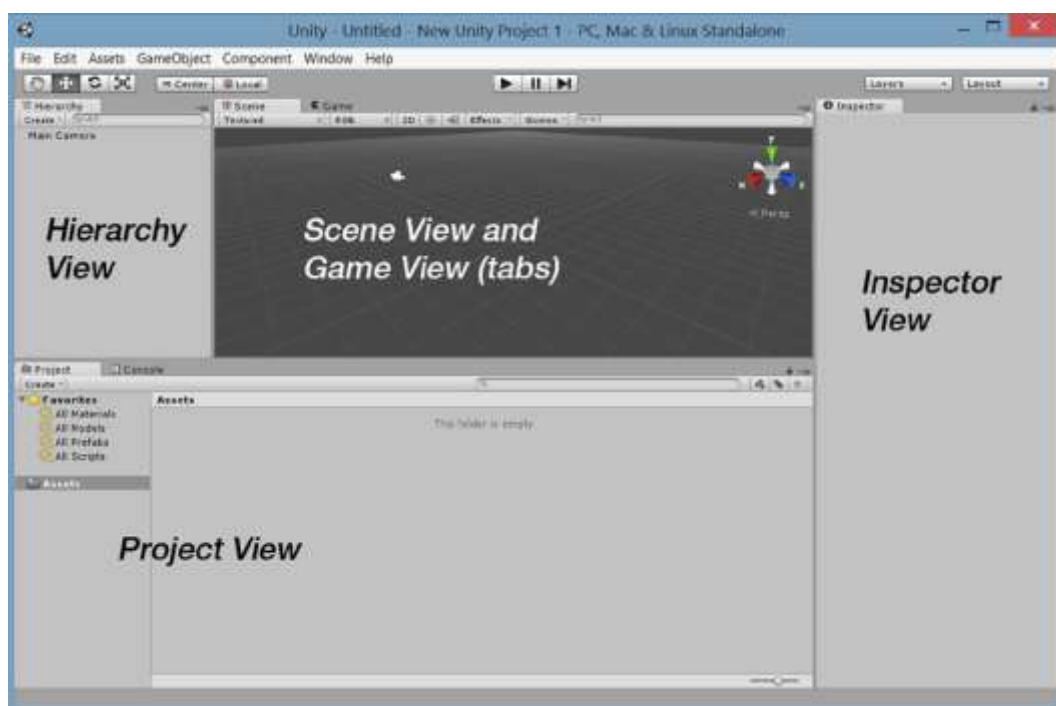 Unity - Untitled - New Unity Project 1 - PC, Mac & Linux Standalone
File Edit Assets GameObject Component Window Help
Center Local
Layers Layout
Hierarchy
Scene
Game
Inspector
Create
Textured RGB 2D Effects Gizmos
Main Camera
Persp
Hierarchy
View
Scene View and
Game View (tabs)
Inspector
View
Project
Console
Create
Favorites
All Materials
All Models
All Prefabs
All Scripts
Assets
Assets
This folder is empty
Project View